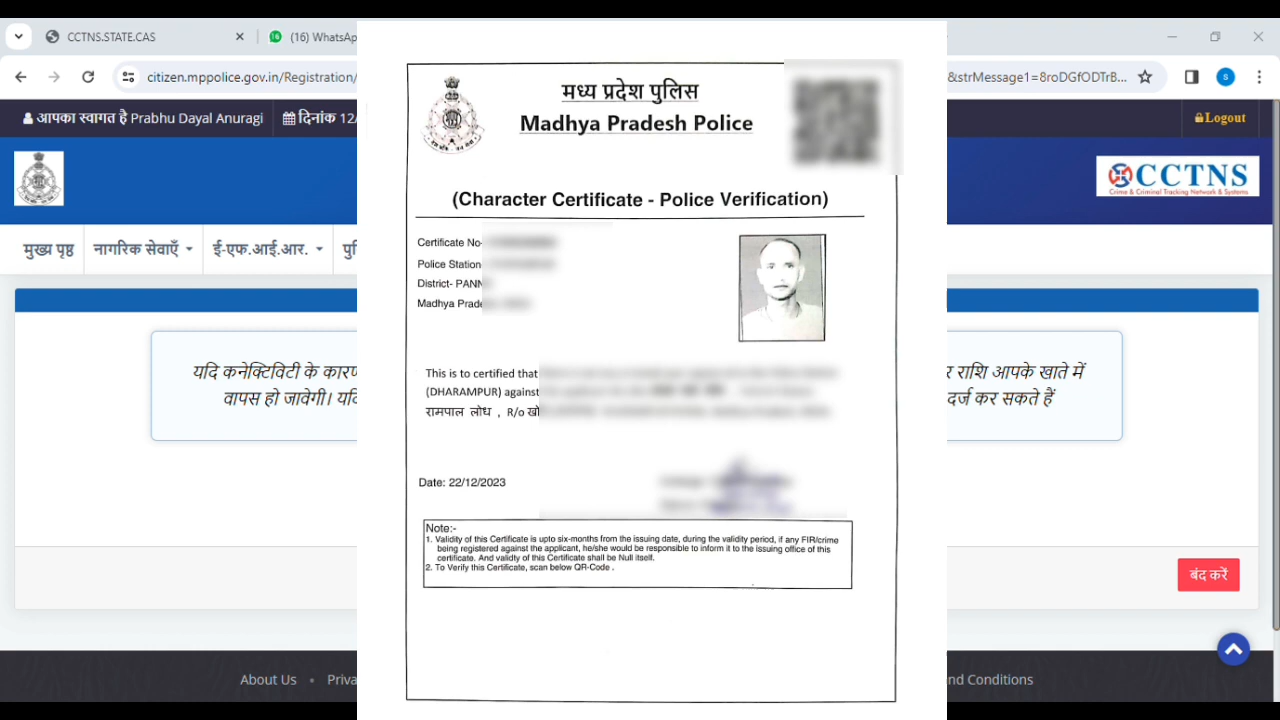 CCTNS.STATE.CAS
(16) WhatsAp
citizen.mppolice.gov.in/Registration/
&strMessage1=8roDGfODTrB...
S
आपका स्वागत है Prabhu Dayal Anuragi
दिनांक 12/
Logout
CCTNS
Crime & Criminal Tracking Network & Systems
मुख्य पृष्ठ
नागरिक सेवाएँ
ई-एफ.आई.आर.
यदि कनेक्टिविटी के कारण
र राशि आपके खाते में
वापस हो जावेगी। यदि
दर्ज कर सकते हैं
बंद करें
About Us
Priva
nd Conditions
मध्य प्रदेश पुलिस
Madhya Pradesh Police
(Character Certificate - Police Verification)
Certificate No-
Police Station
District- PANN
Madhya Prade
This is to certified that
(DHARAMPUR) against
रामपाल लोध , R/o खो
Date: 22/12/2023
Note:-
1. Validity of this Certificate is upto six-months from the issuing date, during the validity period, if any FIR/crime
being registered against the applicant, he/she would be responsible to inform it to the issuing office of this
certificate. And validty of this Certificate shall be Null itself.
2. To Verify this Certificate, scan below QR-Code .